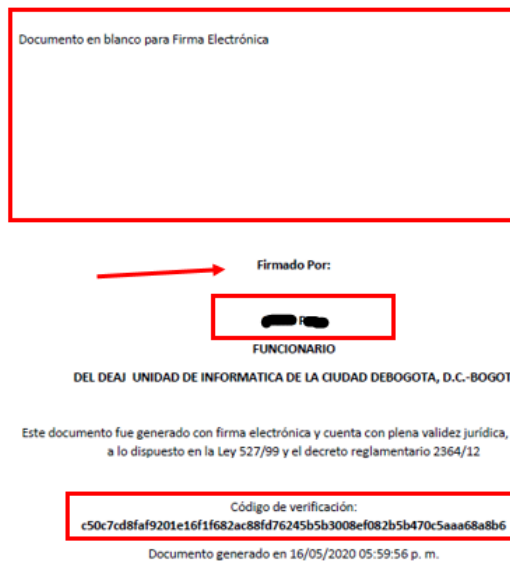 Documento en blanco para Firma Electrónica
Firmado Por:
FUNCIONARIO
DEL DEAJ UNIDAD DE INFORMATICA DE LA CIUDAD DEBOGOTA, D.C.-BOGOT
Este documento fue generado con firma electrónica y cuenta con plena validez jurídica,
a lo dispuesto en la Ley 527/99 y el decreto reglamentario 2364/12
Código de verificación:
c50c7cd8faf9201e16f1f682ac88fd76245b5b3008ef082b5b470c5aaa68a8b6
Documento generado en 16/05/2020 05:59:56 p. m.